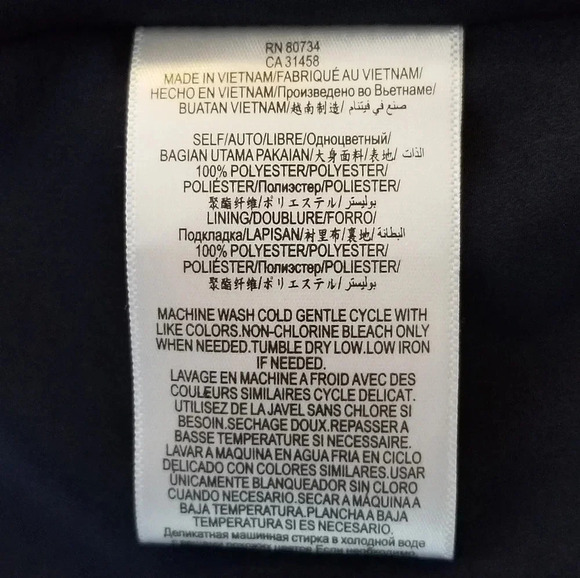 RN 80734
CA 31458
MADE IN VIETNAM/FABRIQUÉ AU VIETNAM/
HECHO EN VIETNAM/Произведено во Вьетнаме/
BUATAN VIETNAM/越南制造/ صنع في فيتنام/
SELF/AUTO/LIBRE/Одноцветный/
BAGIAN UTAMA PAKAIAN/大身面料/表地/ الذات
100% POLYESTER/POLYESTER/
POLIÉSTER/Полиэстер/POLIESTER/
聚酯纤维/ポリエステル/ بوليستر/
LINING/DOUBLURE/FORRO/
Подкладка/LAPISAN/衬里布/裏地/ البطانة/
100% POLYESTER/POLYESTER/
POLIÉSTER/Полиэстер/POLIESTER/
聚酯纤维/ポリエステル/ بوليستر/
MACHINE WASH COLD GENTLE CYCLE WITH
LIKE COLORS.NON-CHLORINE BLEACH ONLY
WHEN NEEDED.TUMBLE DRY LOW.LOW IRON
IF NEEDED.
LAVAGE EN MACHINE A FROID AVEC DES
COULEURS SIMILAIRES CYCLE DELICAT.
UTILISEZ DE LA JAVEL SANS CHLORE SI
BESOIN.SECHAGE DOUX.REPASSER A
BASSE TEMPERATURE SI NECESSAIRE.
LAVAR A MAQUINA EN AGUA FRIA EN CICLO
DELICADO CON COLORES SIMILARES.USAR
UNICAMENTE BLANQUEADOR SIN CLORO
CUANDO NECESARIO.SECAR A MAQUINA A
BAJA TEMPERATURA.PLANCHA A BAJA
TEMPERATURA SI ES NECESARIO.
Деликатная машинная стирка в холодной воде